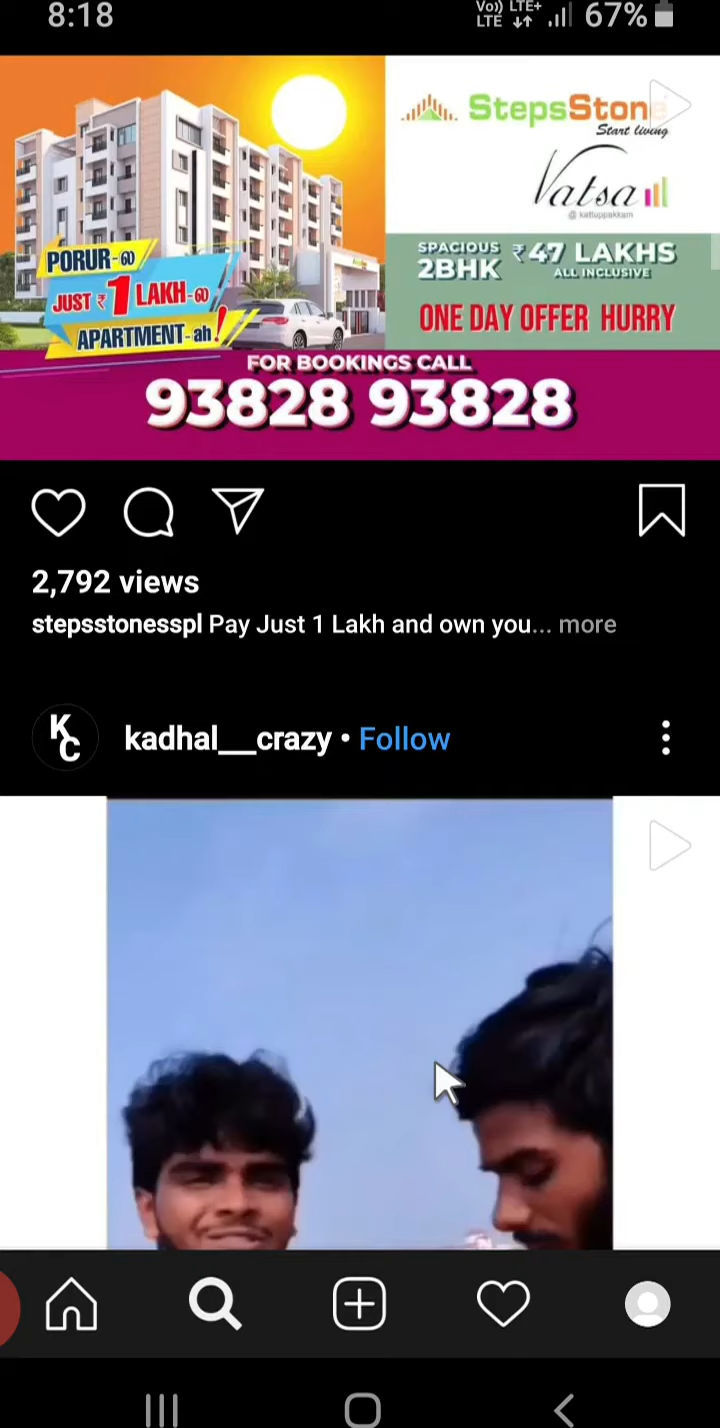 8:18
Vo)) LTE+
LTE
67%
StepsStone
Start living
Vatsa
@ kattuppakkam
PORUR-ல
JUST ₹ 1 LAKH-ல
APARTMENT-ah!
SPACIOUS
2BHK
₹ 47 LAKHS
ALL INCLUSIVE
ONE DAY OFFER HURRY
FOR BOOKINGS CALL
93828 93828
2,792 views
stepsstonesspl Pay Just 1 Lakh and own you... more
KC
kadhal__crazy • Follow